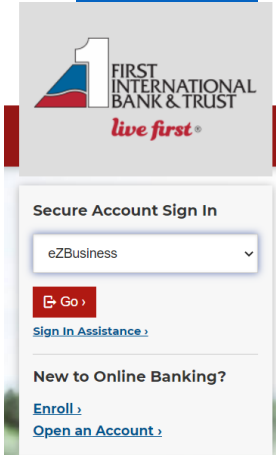 1
FIRST
INTERNATIONAL
BANK & TRUST
live first®
Secure Account Sign In
eZBusiness
Go ›
Sign In Assistance ›
New to Online Banking?
Enroll ›
Open an Account ›